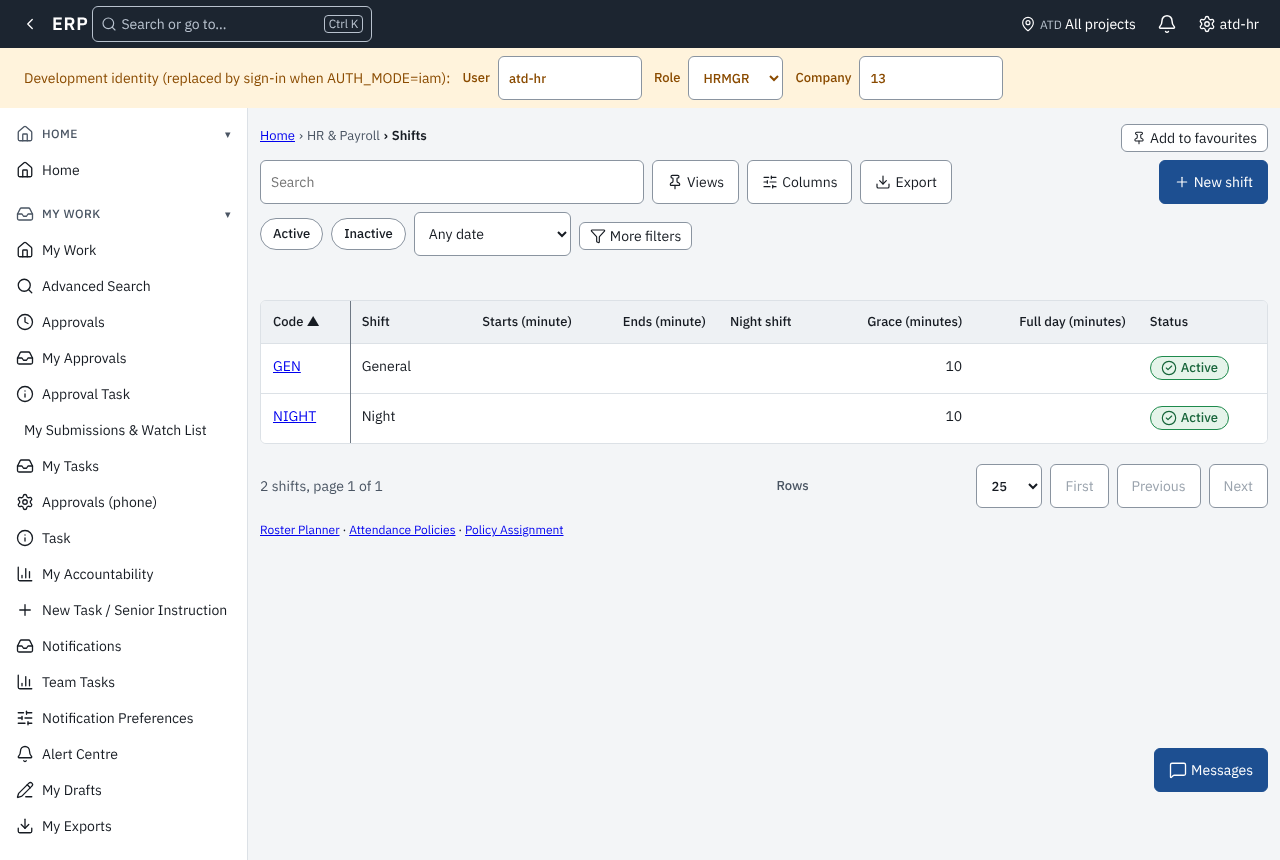 ERP Search or go to... Ctrl K ATD All projects atd-hr
Development identity (replaced by sign-in when AUTH_MODE=iam): User atd-hr Role HRMGR Company 13
HOME
Home
MY WORK
My Work
Advanced Search
Approvals
My Approvals
Approval Task
My Submissions & Watch List
My Tasks
Approvals (phone)
Task
My Accountability
New Task / Senior Instruction
Notifications
Team Tasks
Notification Preferences
Alert Centre
My Drafts
My Exports
Home › HR & Payroll › Shifts
Add to favourites
Search Views Columns Export New shift
Active Inactive Any date More filters
Code ▲ Shift Starts (minute) Ends (minute) Night shift Grace (minutes) Full day (minutes) Status
GEN General 10 Active
NIGHT Night 10 Active
2 shifts, page 1 of 1 Rows 25 First Previous Next
Roster Planner · Attendance Policies · Policy Assignment
Messages